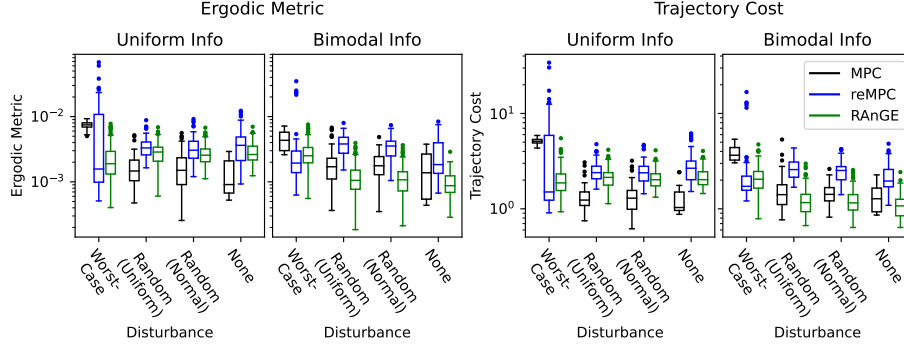 Ergodic Metric
Trajectory Cost
Uniform Info
Bimodal Info
Uniform Info
Bimodal Info
Ergodic Metric
10⁻²
10⁻³
Trajectory Cost
10¹
10⁰
MPC
reMPC
RAnGE
Worst-
Case
Random
(Uniform)
Random
(Normal)
None
Worst-
Case
Random
(Uniform)
Random
(Normal)
None
Worst-
Case
Random
(Uniform)
Random
(Normal)
None
Worst-
Case
Random
(Uniform)
Random
(Normal)
None
Disturbance
Disturbance
Disturbance
Disturbance